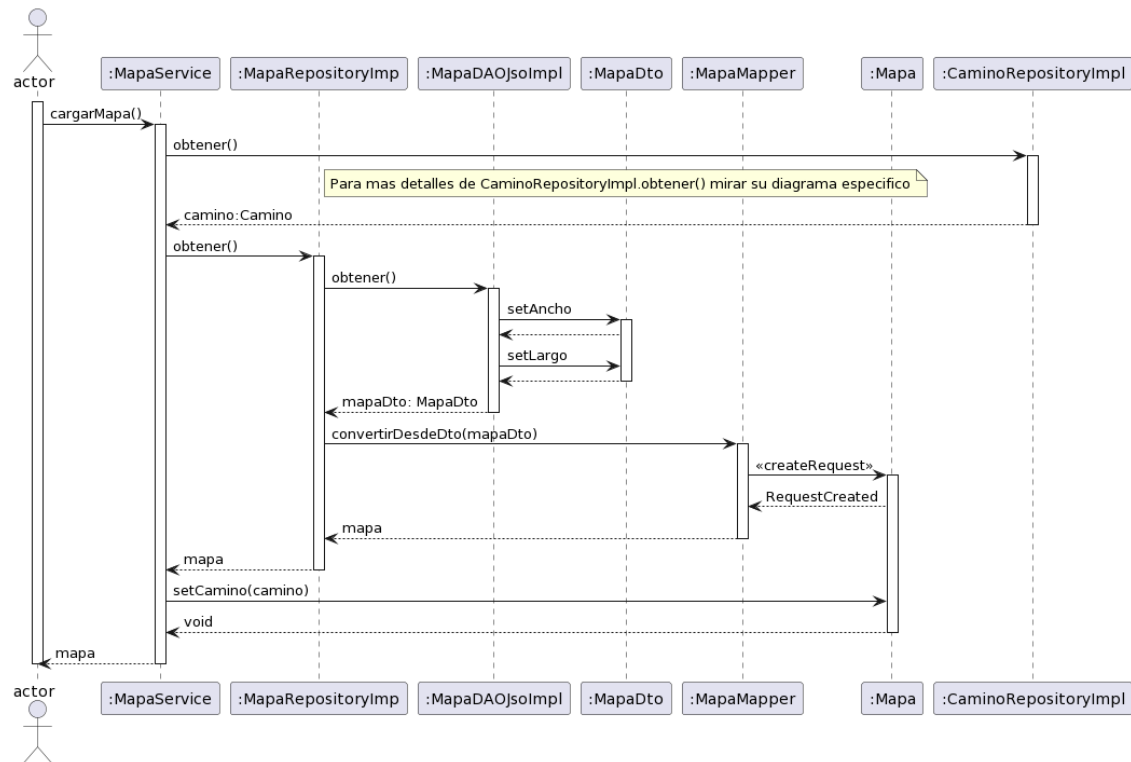 actor
:MapaService
:MapaRepositoryImp
:MapaDAOJsoImpl
:MapaDto
:MapaMapper
:Mapa
:CaminoRepositoryImpl
cargarMapa()
obtener()
Para mas detalles de CaminoRepositoryImpl.obtener() mirar su diagrama especifico
camino:Camino
obtener()
obtener()
setAncho
setLargo
mapaDto: MapaDto
convertirDesdeDto(mapaDto)
«createRequest»
RequestCreated
mapa
mapa
setCamino(camino)
void
mapa
actor
:MapaService
:MapaRepositoryImp
:MapaDAOJsoImpl
:MapaDto
:MapaMapper
:Mapa
:CaminoRepositoryImpl